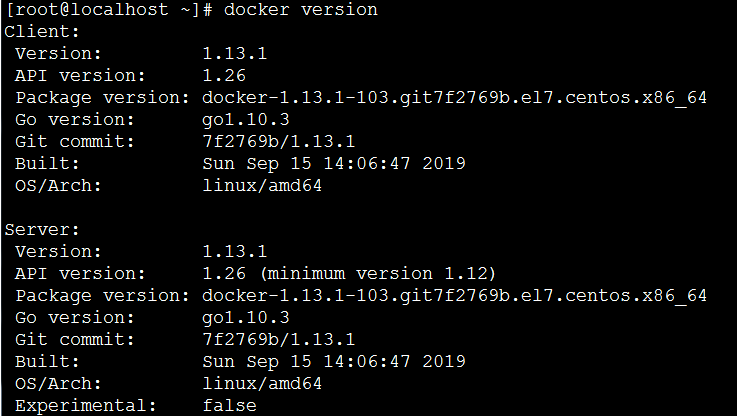 [root@localhost ~]# docker version
Client:
 Version:         1.13.1
 API version:     1.26
 Package version: docker-1.13.1-103.git7f2769b.el7.centos.x86_64
 Go version:      go1.10.3
 Git commit:      7f2769b/1.13.1
 Built:           Sun Sep 15 14:06:47 2019
 OS/Arch:         linux/amd64

Server:
 Version:         1.13.1
 API version:     1.26 (minimum version 1.12)
 Package version: docker-1.13.1-103.git7f2769b.el7.centos.x86_64
 Go version:      go1.10.3
 Git commit:      7f2769b/1.13.1
 Built:           Sun Sep 15 14:06:47 2019
 OS/Arch:         linux/amd64
 Experimental:    false